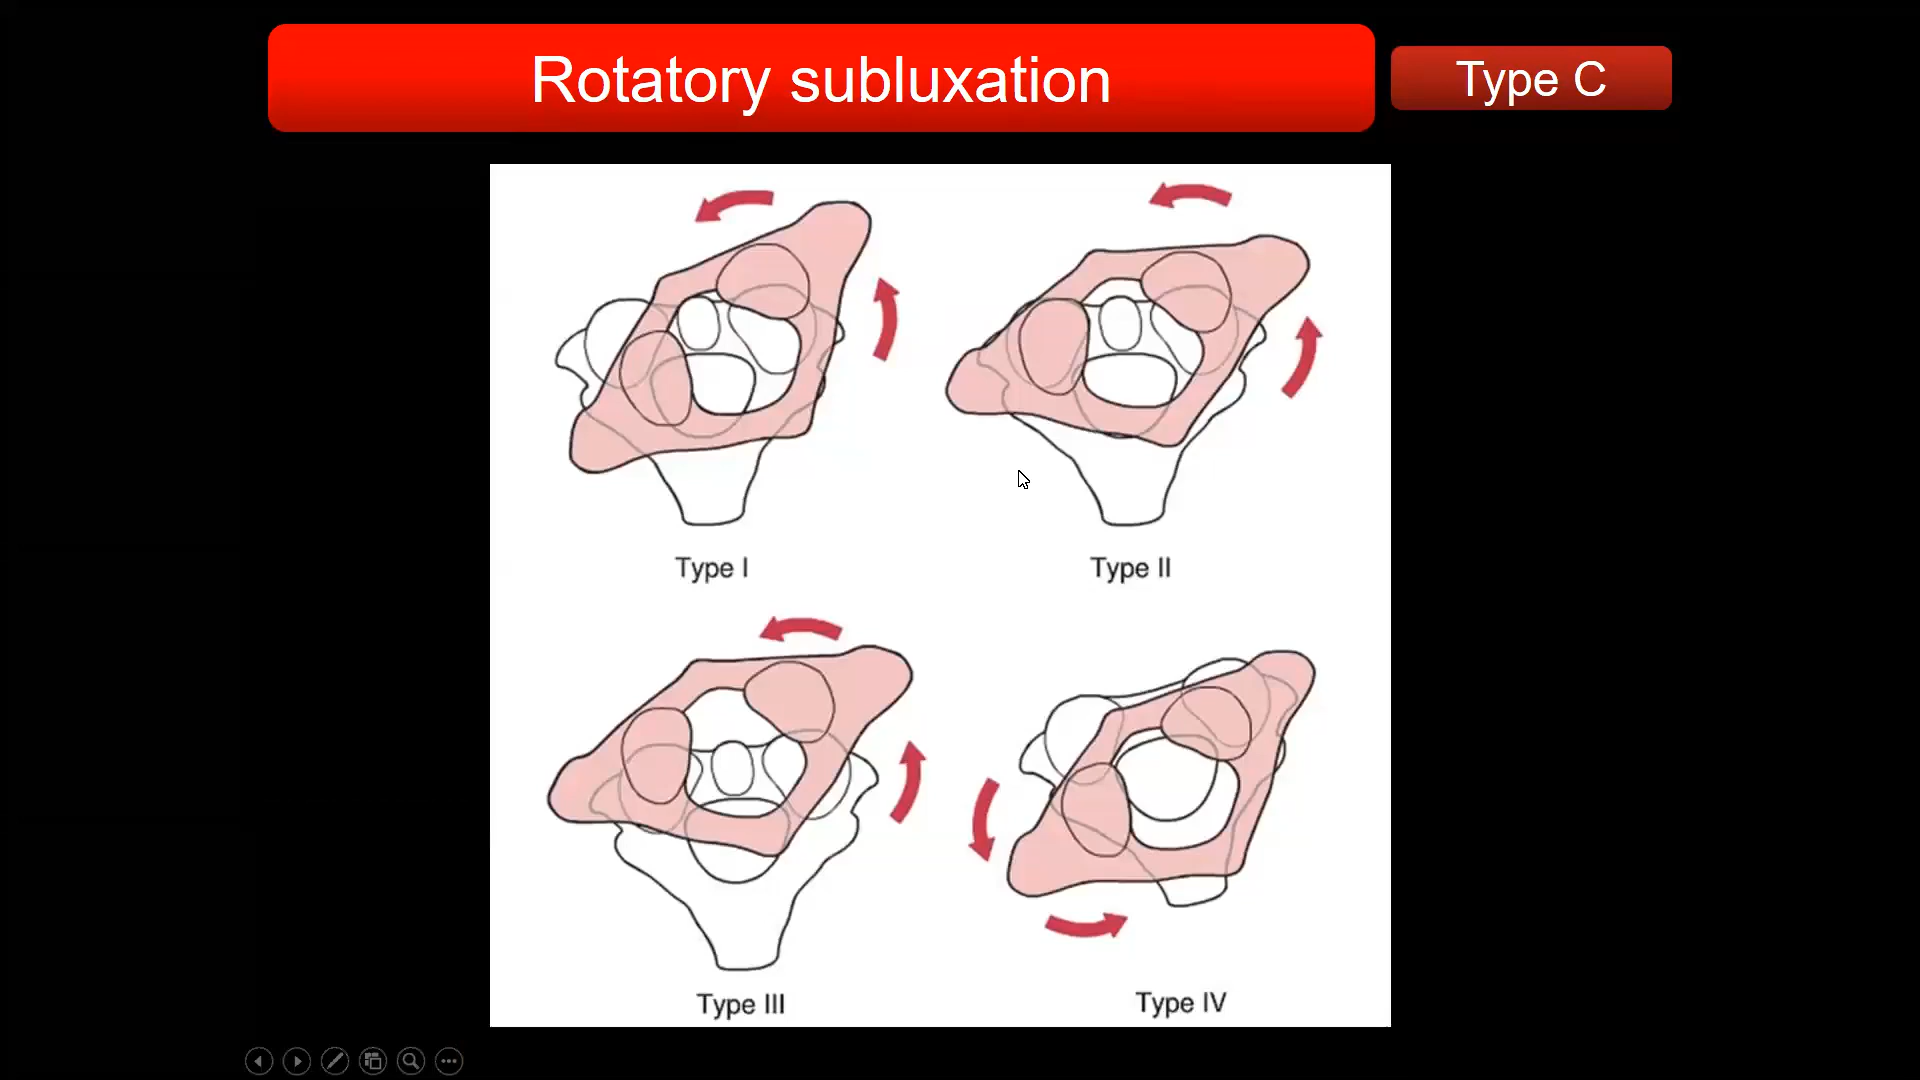 Rotatory subluxation
Type C
Type I
Type II
Type III
Type IV